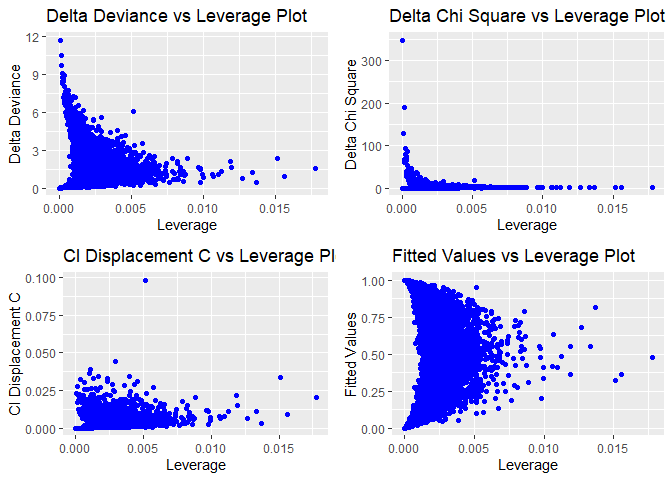 Delta Deviance vs Leverage Plot
12
9
6
3
0
Delta Deviance
0.000 0.005 0.010 0.015
Leverage
Delta Chi Square vs Leverage Plot
300
200
100
0
Delta Chi Square
0.000 0.005 0.010 0.015
Leverage
CI Displacement C vs Leverage Pl
0.100
0.075
0.050
0.025
0.000
CI Displacement C
0.000 0.005 0.010 0.015
Leverage
Fitted Values vs Leverage Plot
1.00
0.75
0.50
0.25
0.00
Fitted Values
0.000 0.005 0.010 0.015
Leverage